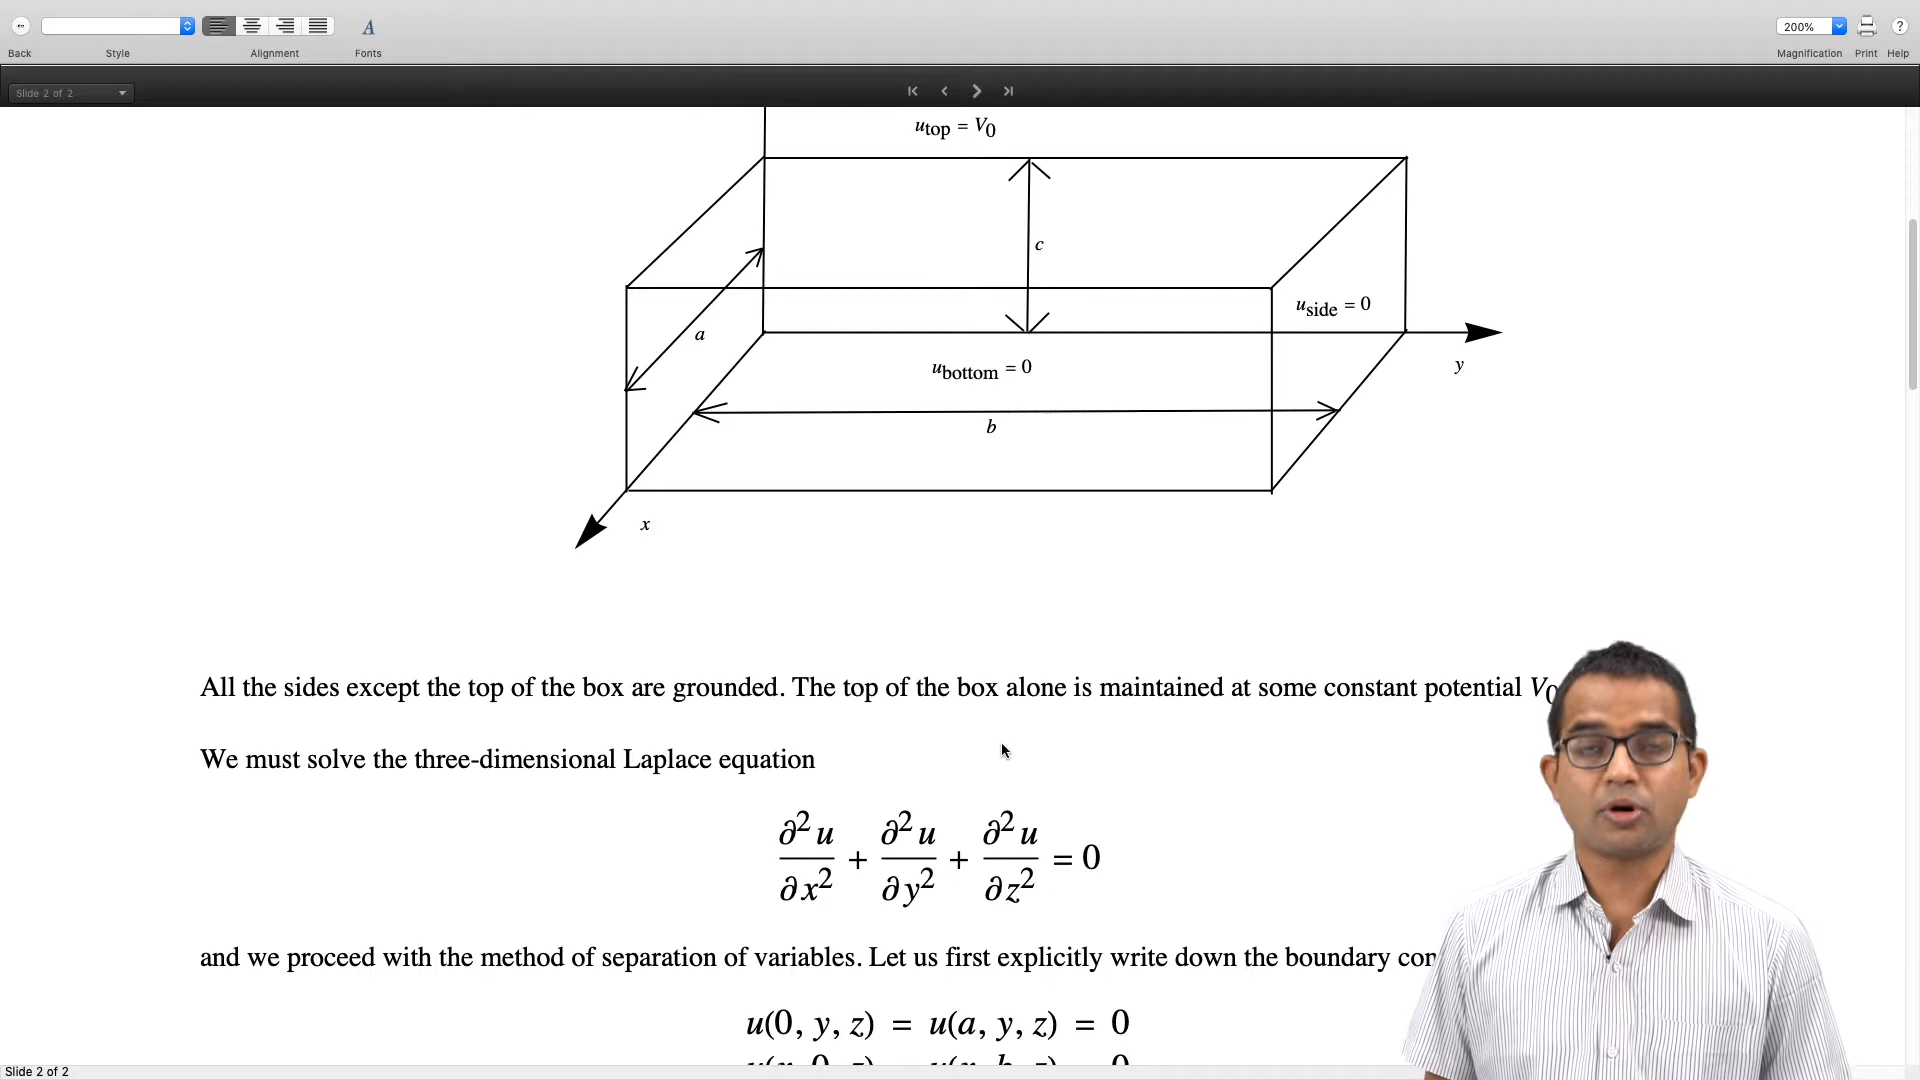 200%
Back Style Alignment Fonts Magnification Print Help
Slide 2 of 2
u_top = V_0
c
u_side = 0
a
u_bottom = 0
y
b
x
All the sides except the top of the box are grounded. The top of the box alone is maintained at some constant potential V_0
We must solve the three-dimensional Laplace equation
∂²u/∂x² + ∂²u/∂y² + ∂²u/∂z² = 0
and we proceed with the method of separation of variables. Let us first explicitly write down the boundary
u(0, y, z) = u(a, y, z) = 0
Slide 2 of 2